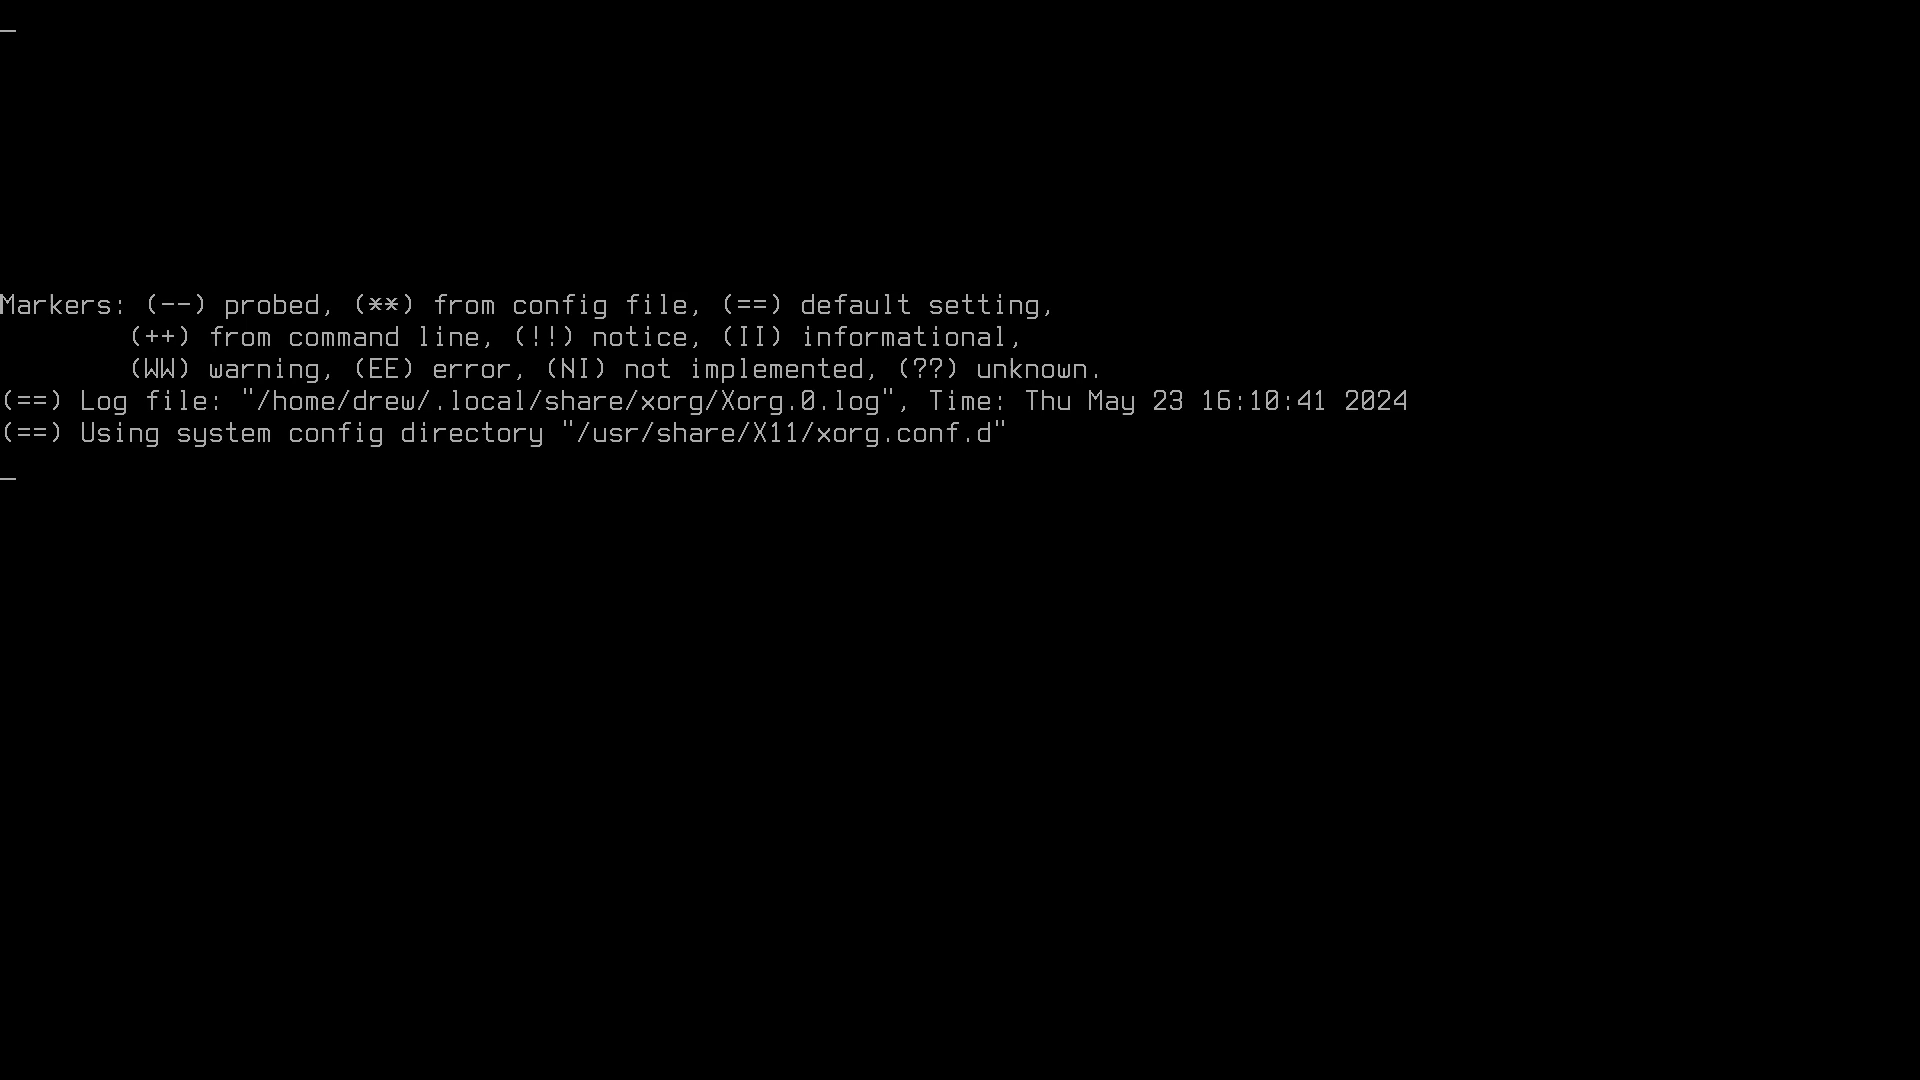 Markers: (--) probed, (**) from config file, (==) default setting,
(++) from command line, (!!) notice, (II) informational,
(WW) warning, (EE) error, (NI) not implemented, (??) unknown.
(==) Log file: "/home/drew/.local/share/xorg/Xorg.0.log", Time: Thu May 23 16:10:41 2024
(==) Using system config directory "/usr/share/X11/xorg.conf.d"